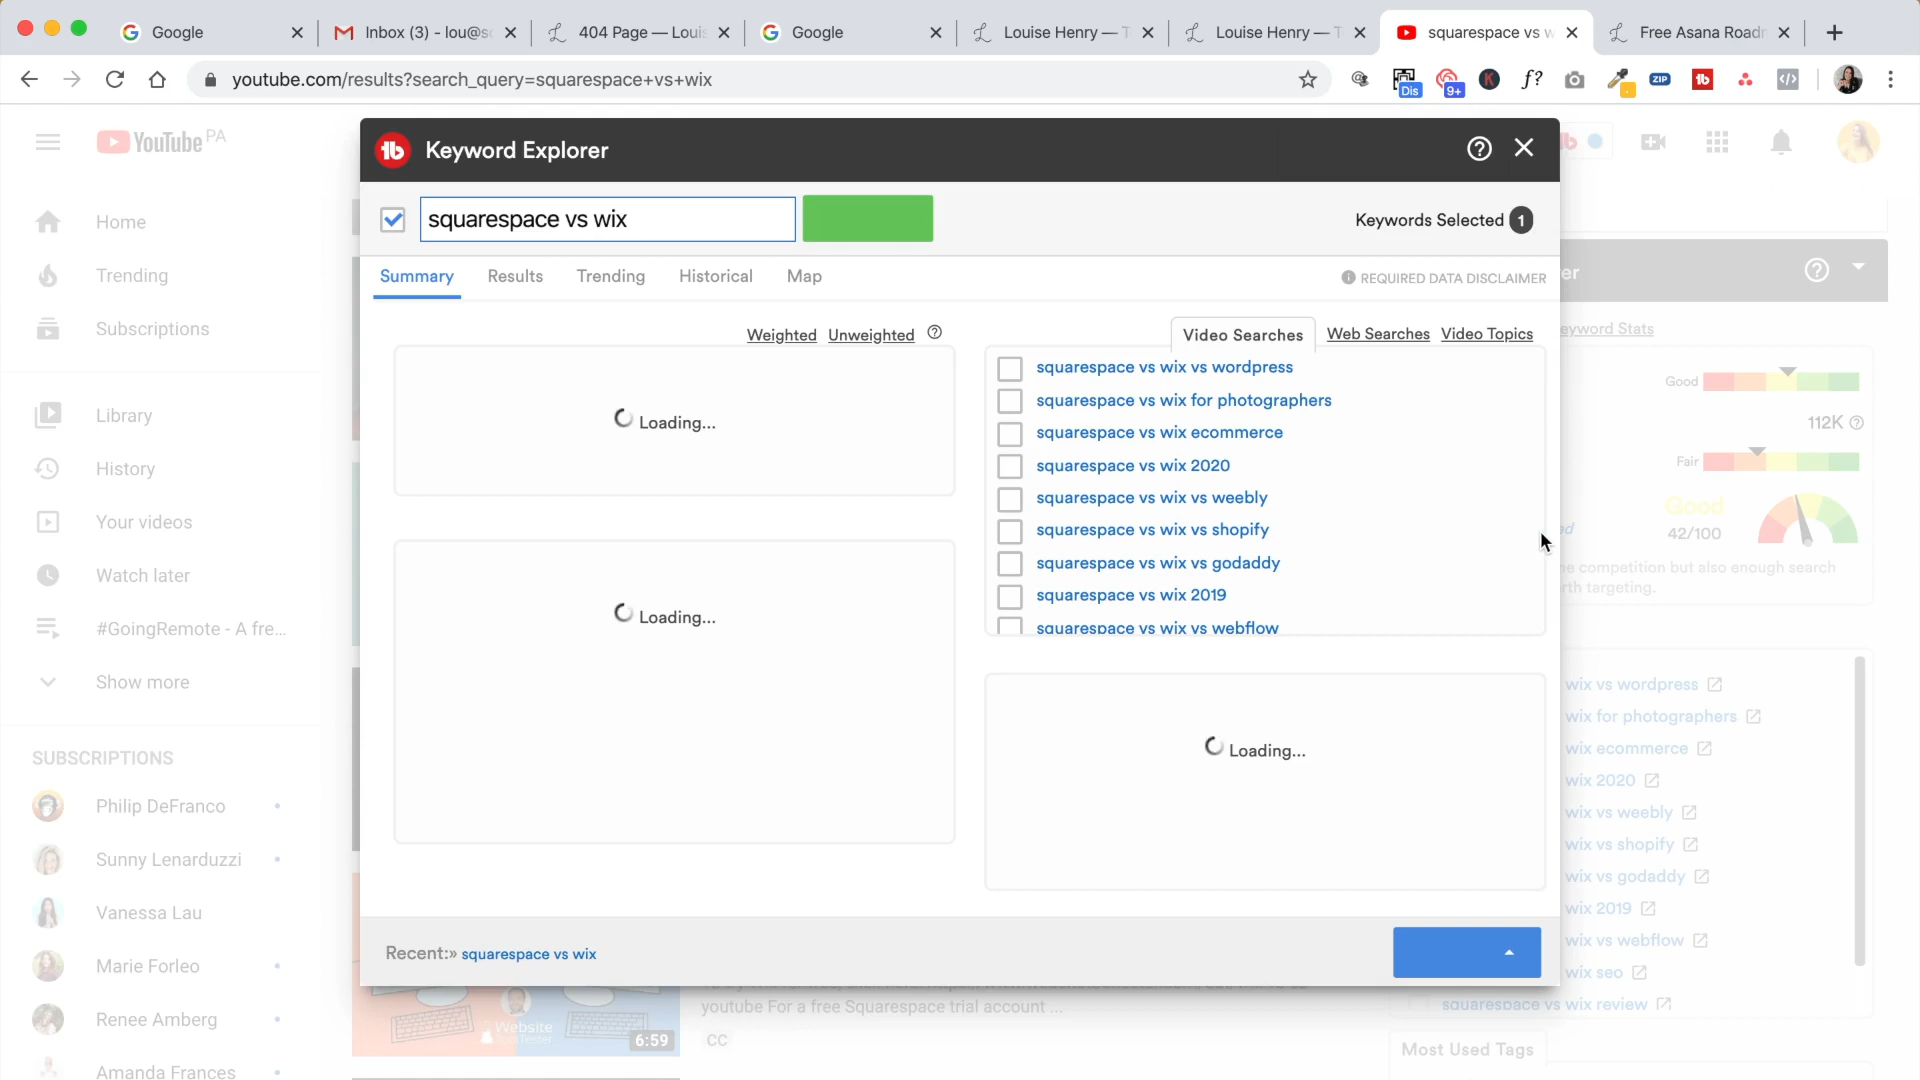 Google
Inbox (3) - lou@s
404 Page — Louis
Google
Louise Henry — T
Louise Henry — T
squarespace vs w
Free Asana Roadr
youtube.com/results?search_query=squarespace+vs+wix
Dis
9+
K
f?
ZIP
YouTube PA
Home
Trending
Subscriptions
Library
History
Your videos
Watch later
#GoingRemote - A fre...
Show more
SUBSCRIPTIONS
Philip DeFranco
Sunny Lenarduzzi
Vanessa Lau
Marie Forleo
Renee Amberg
Amanda Frances
Keyword Explorer
squarespace vs wix
Keywords Selected 1
Summary
Results
Trending
Historical
Map
REQUIRED DATA DISCLAIMER
Weighted Unweighted
Video Searches
Web Searches
Video Topics
Loading...
Loading...
squarespace vs wix vs wordpress
squarespace vs wix for photographers
squarespace vs wix ecommerce
squarespace vs wix 2020
squarespace vs wix vs weebly
squarespace vs wix vs shopify
squarespace vs wix vs godaddy
squarespace vs wix 2019
squarespace vs wix vs webflow
Loading...
Recent:» squarespace vs wix
er
eyword Stats
Good
112K
Fair
Good
42/100
ed
he competition but also enough search
rth targeting.
wix vs wordpress
wix for photographers
wix ecommerce
wix 2020
wix vs weebly
wix vs shopify
wix vs godaddy
wix 2019
wix vs webflow
wix seo
squarespace vs wix review
Most Used Tags
youtube For a free Squarespace trial account ...
CC
Website
6:59